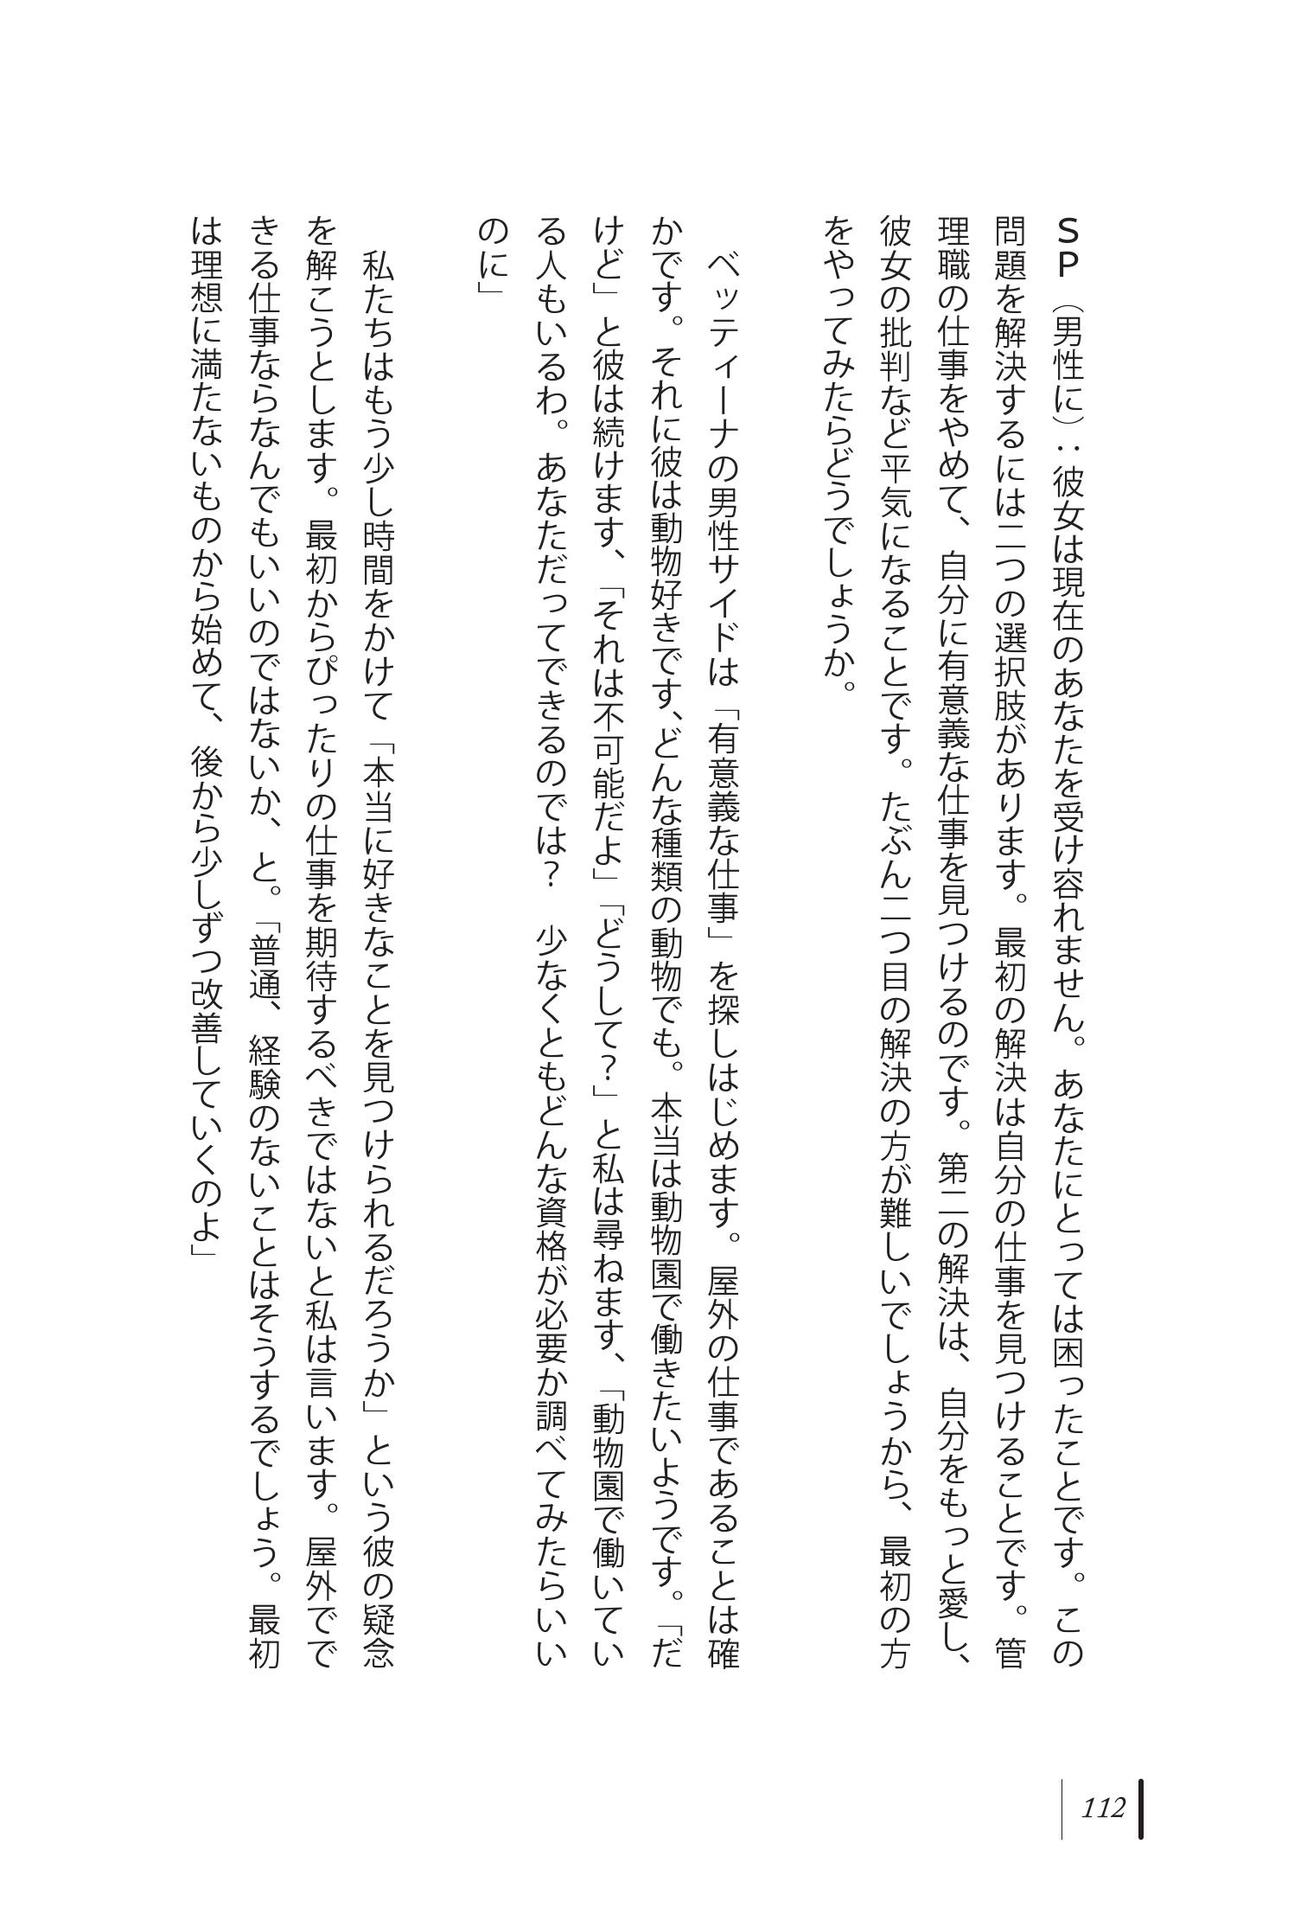 ＳＰ（男性に）：彼女は現在のあなたを受け容れません。あなたにとっては困ったことです。この
問題を解決するには二つの選択肢があります。最初の解決は自分の仕事を見つけることです。管
理職の仕事をやめて、自分に有意義な仕事を見つけるのです。第二の解決は、自分をもっと愛し、
彼女の批判など平気になることです。たぶん二つ目の解決の方が難しいでしょうから、最初の方
をやってみたらどうでしょうか。
　ベッティーナの男性サイドは「有意義な仕事」を探しはじめます。屋外の仕事であることは確
かです。それに彼は動物好きです、どんな種類の動物でも。本当は動物園で働きたいようです。「だ
けど」と彼は続けます、「それは不可能だよ」「どうして？」と私は尋ねます、「動物園で働いてい
る人もいるわ。あなただってできるのでは？　少なくともどんな資格が必要か調べてみたらいい
のに」
　私たちはもう少し時間をかけて「本当に好きなことを見つけられるだろうか」という彼の疑念
を解こうとします。最初からぴったりの仕事を期待するべきではないと私は言います。屋外でで
きる仕事ならなんでもいいのではないか、と。「普通、経験のないことはそうするでしょう。最初
は理想に満たないものから始めて、後から少しずつ改善していくのよ」
112